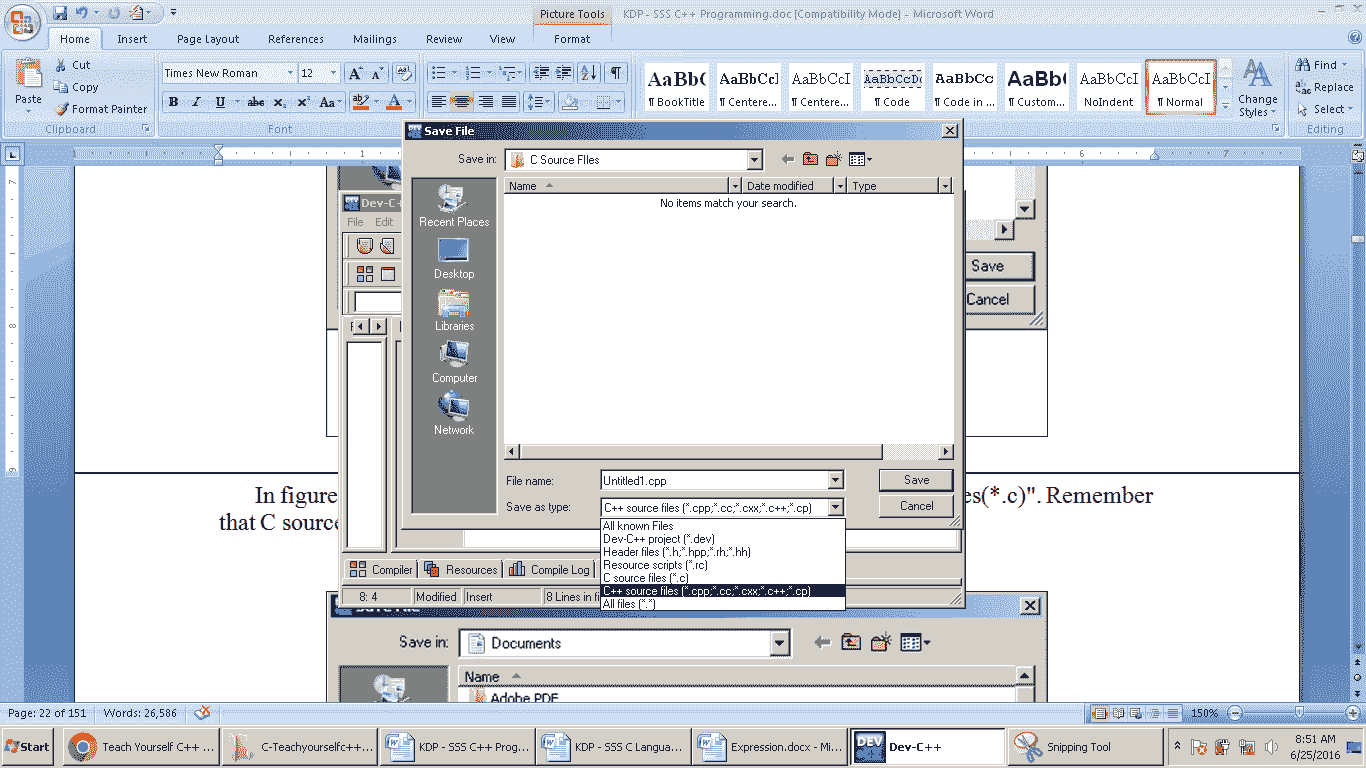 Picture Tools
KDP - SSS C++ Programming.doc [Compatibility Mode] - Microsoft Word
Home Insert Page Layout References Mailings Review View Format
Paste
Cut
Copy
Format Painter
Clipboard
Times New Roman 12
B I U abc x₂ x² Aa
Font
AaBbC AaBbCcI AaBbCcI AaBbCcDc AaBbCc AaBbC AaBbCcI AaBbCcI
¶ BookTitle ¶ Centere... ¶ Centere... ¶ Code ¶ Code in ... ¶ Custom... NoIndent ¶ Normal
Change
Styles
Find
Replace
Select
Editing
Save File
Save in: C Source FIles
Name Date modified Type
No items match your search.
Recent Places
Desktop
Libraries
Computer
Network
Dev-C+
File Edit
Save
Cancel
File name: Untitled1.cpp Save
Save as type: C++ source files (*.cpp;*.cc;*.cxx;*.c++;*.cp) Cancel
All known Files
Dev-C++ project (*.dev)
Header files (*.h;*.hpp;*.rh;*.hh)
Resource scripts (*.rc)
C source files (*.c)
C++ source files (*.cpp;*.cc;*.cxx;*.c++;*.cp)
All files (*.*)
In figure es(*.c)". Remember
that C source
Compiler Resources Compile Log
8: 4 Modified Insert 8 Lines in fi
Save in: Documents
Name
Adobe PDF
Page: 22 of 151 Words: 26,586 150%
Start Teach Yourself C++ ... C-Teachyourselfc++... KDP - SSS C++ Prog... KDP - SSS C Langua... Expressions.docx - Mi... Dev-C++ Snipping Tool
8:51 AM
6/25/2016